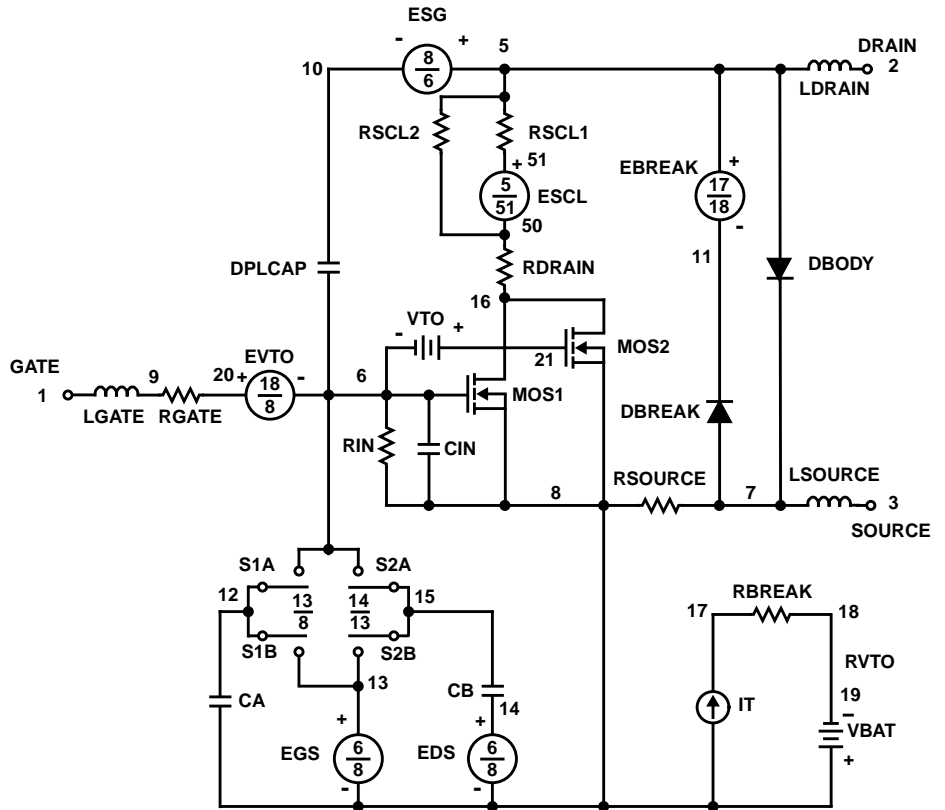 ESG
- +
5
DRAIN
2
10
8
6
LDRAIN
RSCL2
RSCL1
+ 51
EBREAK
+
5
51
ESCL
17
18
50
-
11
DPLCAP
RDRAIN
DBODY
16
- VTO +
GATE
1
9
20
EVTO
+ -
18
8
6
21
MOS2
MOS1
LGATE
RGATE
DBREAK
RIN
CIN
RSOURCE
LSOURCE
8
7
3
SOURCE
S1A
S2A
12
13
8
14
13
15
RBREAK
17
18
S1B
S2B
13
RVTO
CA
CB
14
19
IT
-
VBAT
+
+
EGS
6
8
-
+
EDS
6
8
-